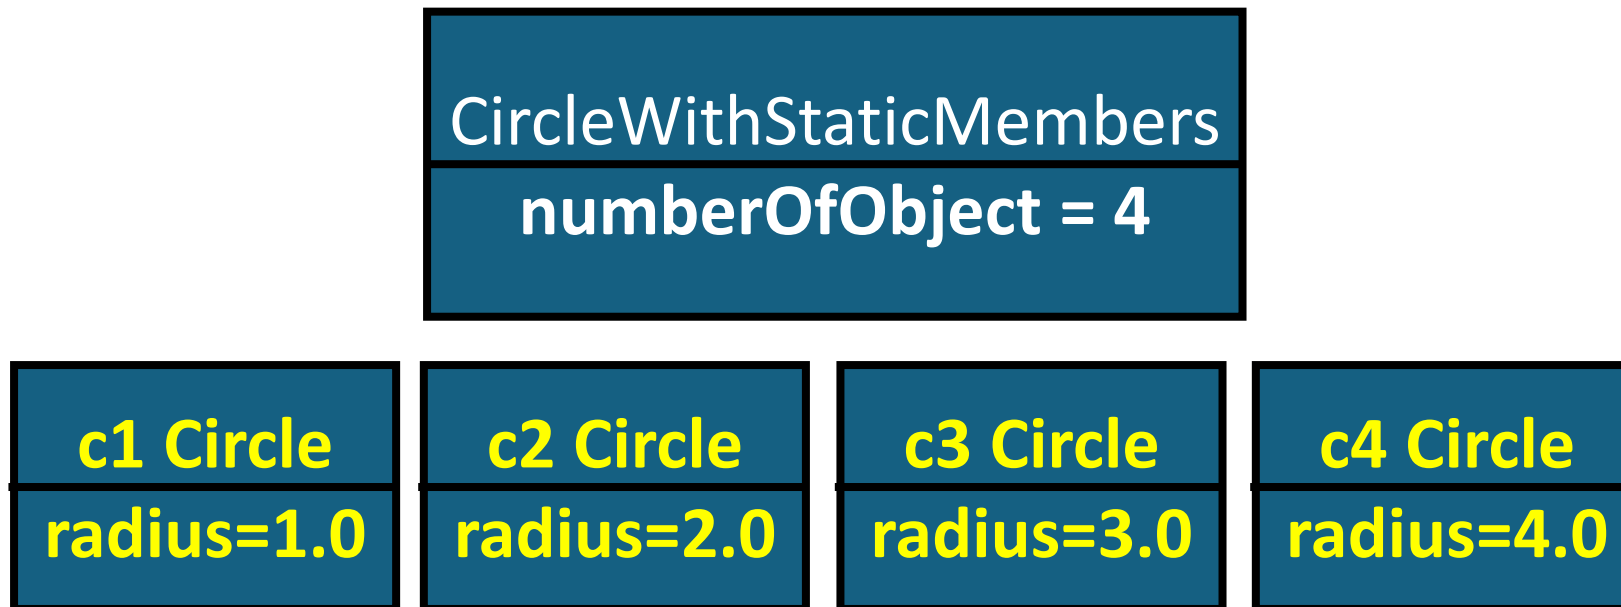 CircleWithStaticMembers
numberOfObject = 4
c1 Circle
radius=1.0
c2 Circle
radius=2.0
c3 Circle
radius=3.0
c4 Circle
radius=4.0